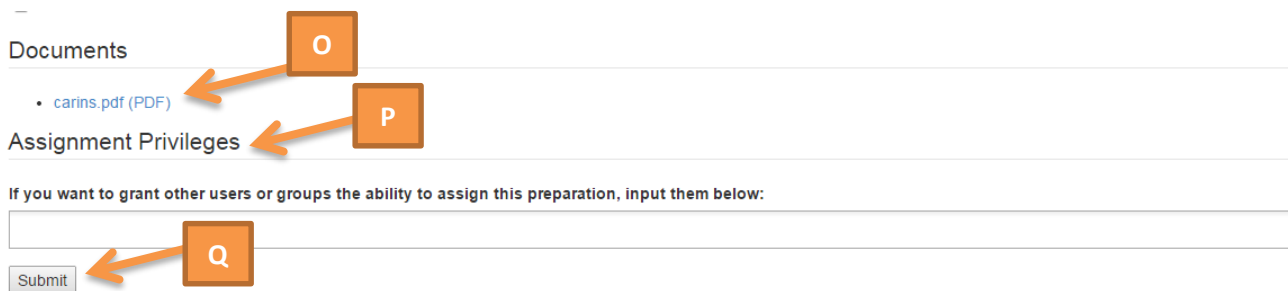 Documents
O
carins.pdf (PDF)
P
Assignment Privileges
If you want to grant other users or groups the ability to assign this preparation, input them below:
Q
Submit